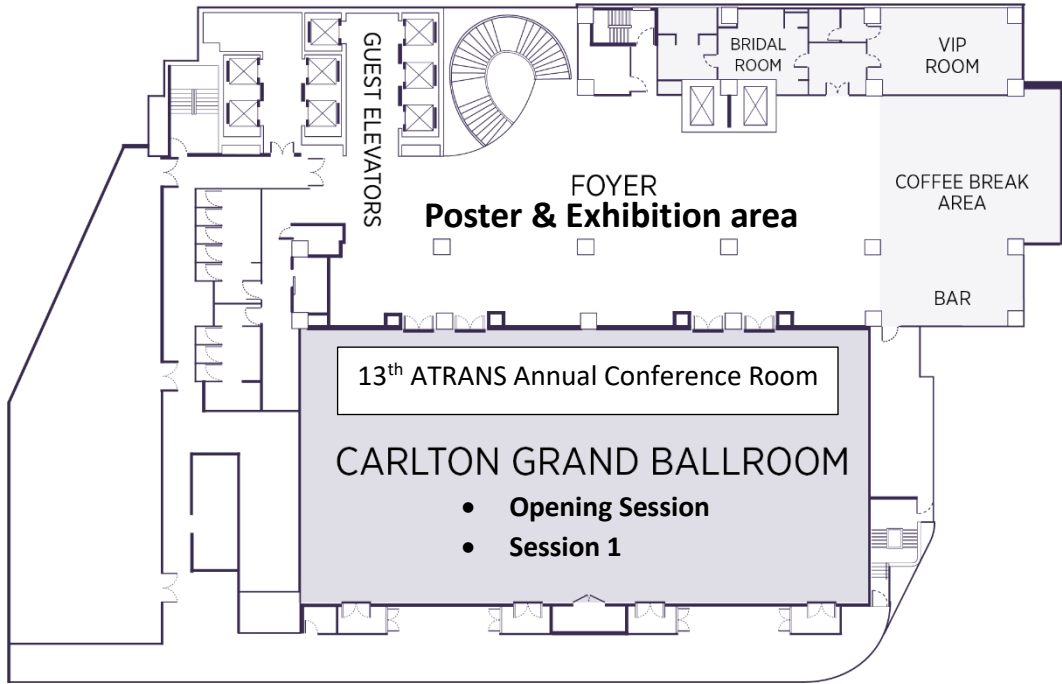 GUEST ELEVATORS
BRIDAL
ROOM
VIP
ROOM
FOYER
Poster & Exhibition area
COFFEE BREAK
AREA
BAR
13th ATRANS Annual Conference Room
CARLTON GRAND BALLROOM
• Opening Session
• Session 1